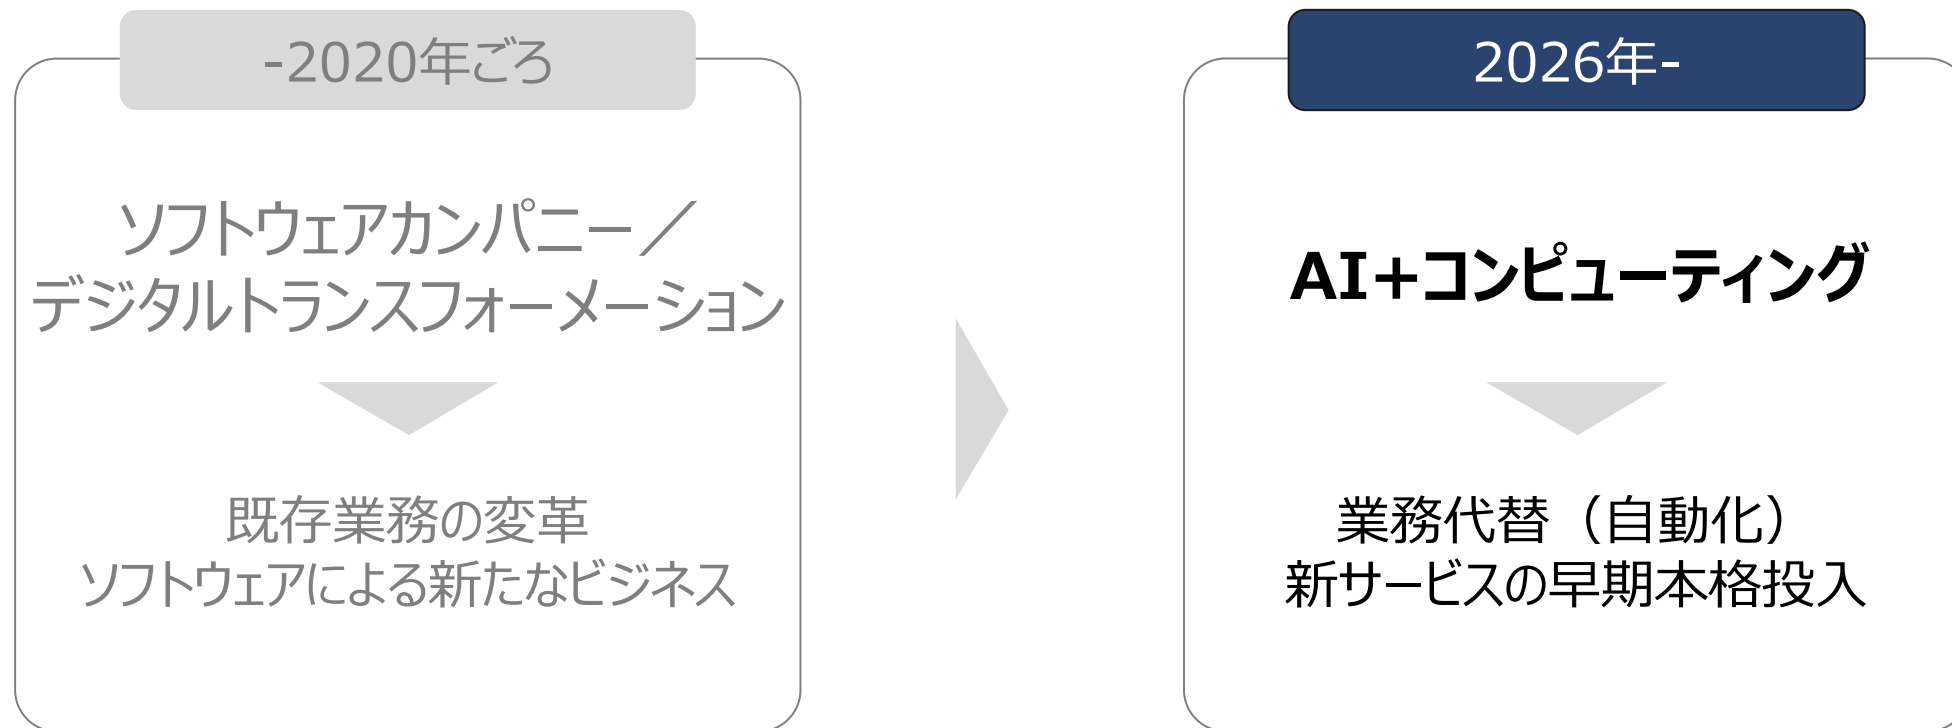 -2020年ごろ
ソフトウェアカンパニー／
デジタルトランスフォーメーション
既存業務の変革
ソフトウェアによる新たなビジネス
2026年-
AI+コンピューティング
業務代替（自動化）
新サービスの早期本格投入